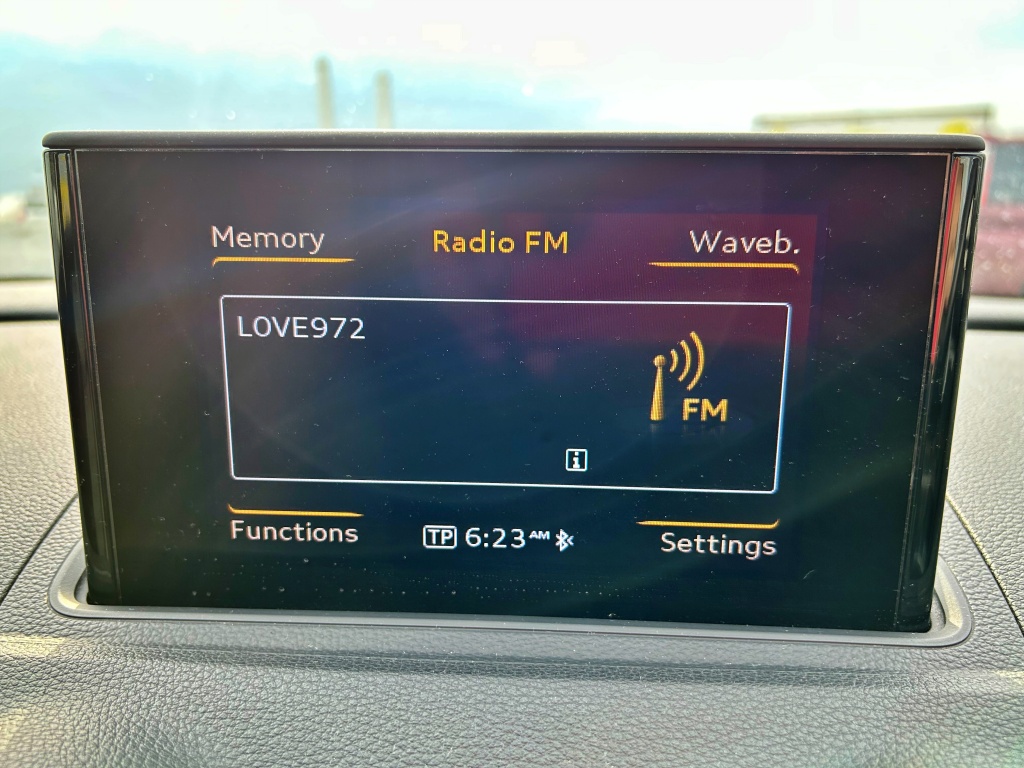 Memory Radio FM Waveb.
LOVE972
FM
i
Functions TP 6:23 AM Settings